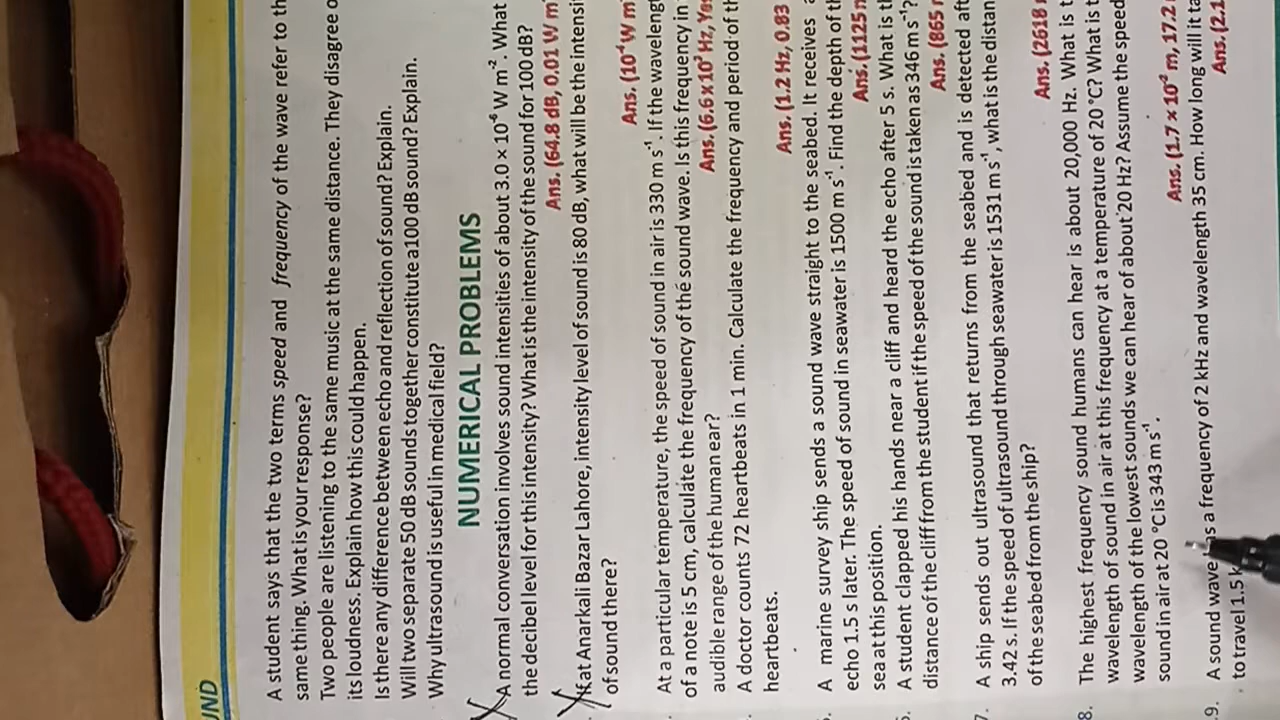 UND
A student says that the two terms speed and frequency of the wave refer to th
same thing. What is your response?
Two people are listening to the same music at the same distance. They disagree o
its loudness. Explain how this could happen.
Is there any difference between echo and reflection of sound? Explain.
Will two separate 50 dB sounds together constitute a 100 dB sound? Explain.
Why ultrasound is useful in medical field?
NUMERICAL PROBLEMS
A normal conversation involves sound intensities of about 3.0 × 10⁻⁶ W m⁻². What
the decibel level for this intensity? What is the intensity of the sound for 100 dB?
Ans. (64.8 dB, 0.01 W m
If at Anarkali Bazar Lahore, intensity level of sound is 80 dB, what will be the intensi
of sound there?
Ans. (10⁻⁴ W m
At a particular temperature, the speed of sound in air is 330 m s⁻¹. If the waveleng
of a note is 5 cm, calculate the frequency of the sound wave. Is this frequency in
audible range of the human ear?
Ans. (6.6 x 10³ Hz, Yes
A doctor counts 72 heartbeats in 1 min. Calculate the frequency and period of th
heartbeats.
Ans. (1.2 Hz, 0.83
A marine survey ship sends a sound wave straight to the seabed. It receives a
echo 1.5 s later. The speed of sound in seawater is 1500 m s⁻¹. Find the depth of th
sea at this position.
Ans. (1125 m
A student clapped his hands near a cliff and heard the echo after 5 s. What is th
distance of the cliff from the student if the speed of the sound is taken as 346 m s⁻¹?
Ans. (865 m
7. A ship sends out ultrasound that returns from the seabed and is detected aft
3.42 s. If the speed of ultrasound through seawater is 1531 m s⁻¹, what is the distan
of the seabed from the ship?
Ans. (2618
8. The highest frequency sound humans can hear is about 20,000 Hz. What is t
wavelength of sound in air at this frequency at a temperature of 20 °C? What is t
wavelength of the lowest sounds we can hear of about 20 Hz? Assume the speed
sound in air at 20 °C is 343 m s⁻¹.
Ans. (1.7 × 10⁻² m, 17.2
9. A sound wave has a frequency of 2 kHz and wavelength 35 cm. How long will it ta
to travel 1.5 k
Ans. (2.1